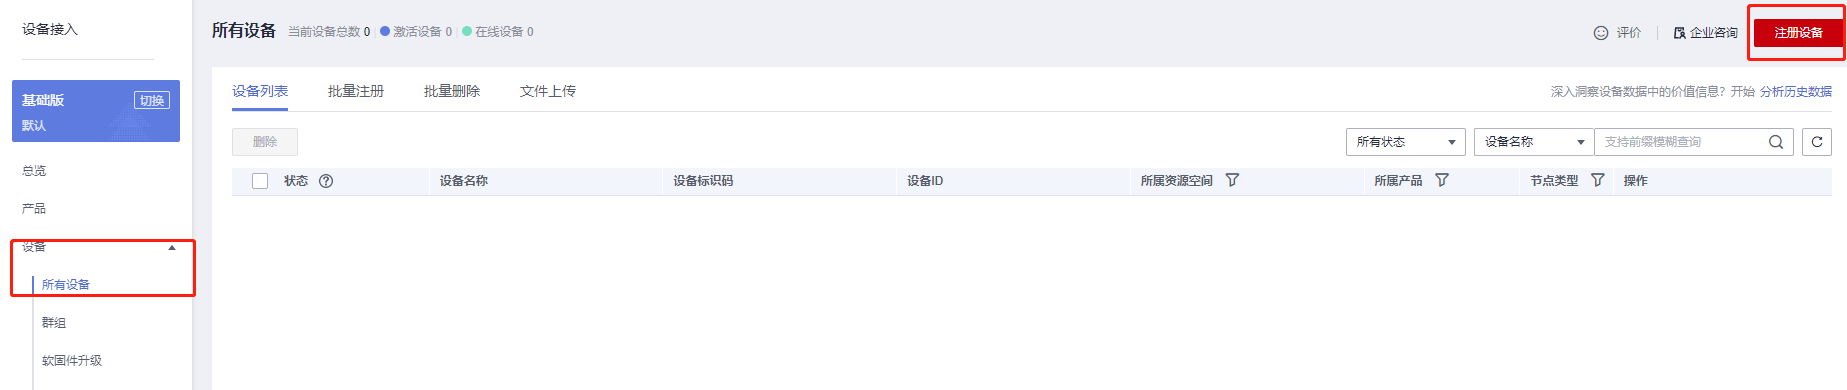 设备接入
基础版 切换
默认
总览
产品
设备
所有设备
群组
软固件升级
所有设备 当前设备总数 0 激活设备 0 在线设备 0
评价 企业咨询 注册设备
设备列表 批量注册 批量删除 文件上传
深入洞察设备数据中的价值信息？开始 分析历史数据
删除 所有状态 设备名称 支持前缀模糊查询
状态 设备名称 设备标识码 设备ID 所属资源空间 所属产品 节点类型 操作